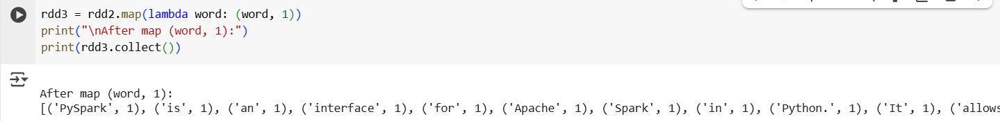 rdd3 = rdd2.map(lambda word: (word, 1))
print("\nAfter map (word, 1):")
print(rdd3.collect())
After map (word, 1):
[('PySpark', 1), ('is', 1), ('an', 1), ('interface', 1), ('for', 1), ('Apache', 1), ('Spark', 1), ('in', 1), ('Python.', 1), ('It', 1), ('allows